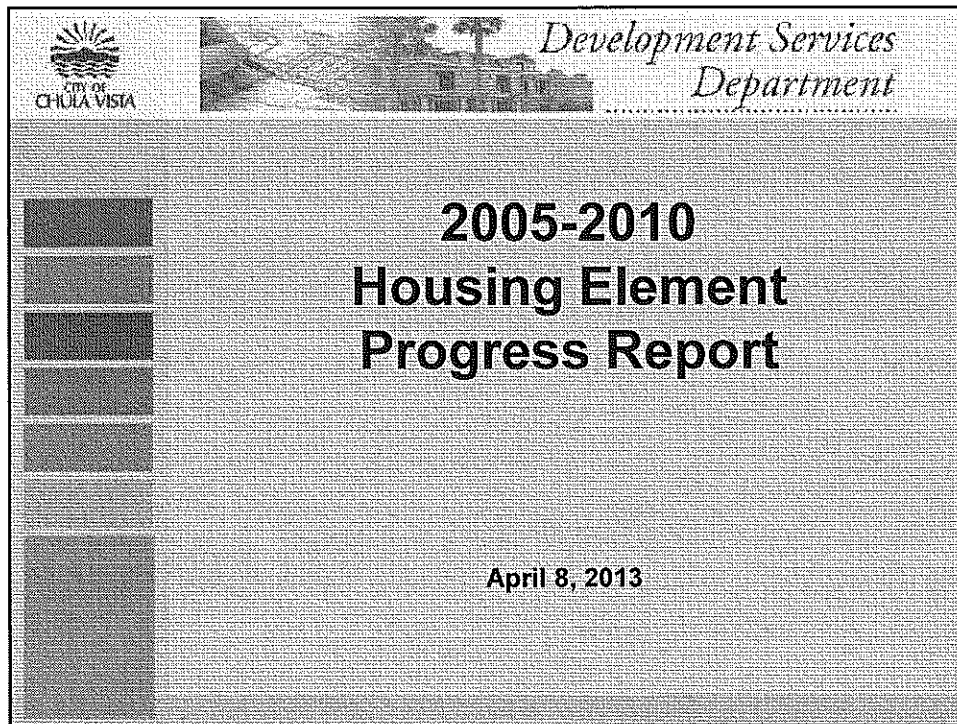 CITY OF
CHULA VISTA
Development Services
Department
2005-2010
Housing Element
Progress Report
April 8, 2013